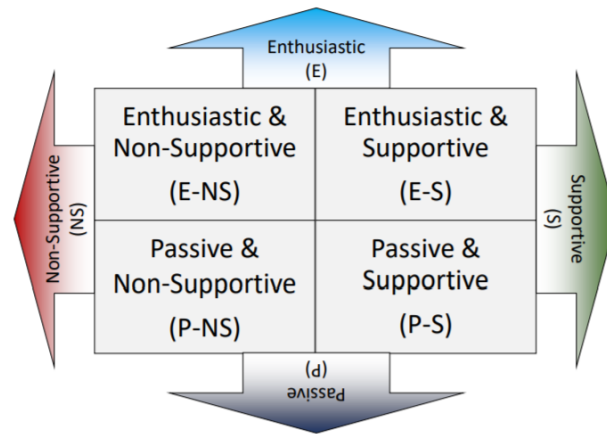 Enthusiastic
(E)
Enthusiastic &
Non-Supportive
(E-NS)
Enthusiastic &
Supportive
(E-S)
Non-Supportive
(NS)
Supportive
(S)
Passive &
Non-Supportive
(P-NS)
Passive &
Supportive
(P-S)
Passive
(P)